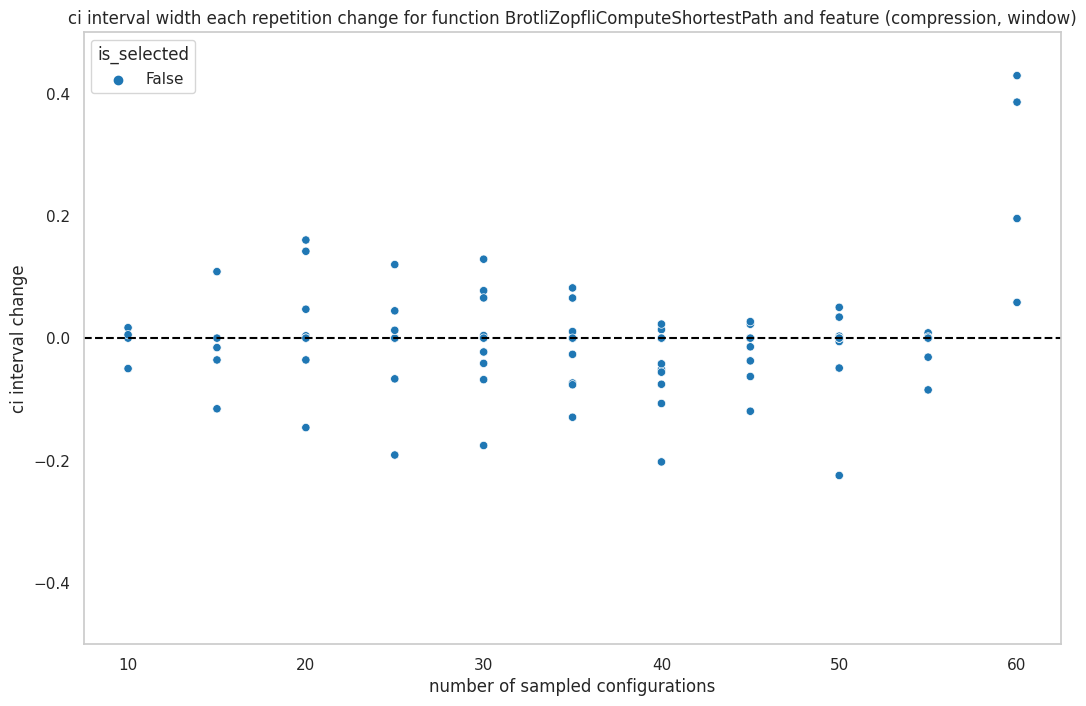 ci interval width each repetition change for function BrotliZopfliComputeShortestPath and feature (compression, window)
is_selected
False
ci interval change
0.4
0.2
0.0
−0.2
−0.4
10
20
30
40
50
60
number of sampled configurations